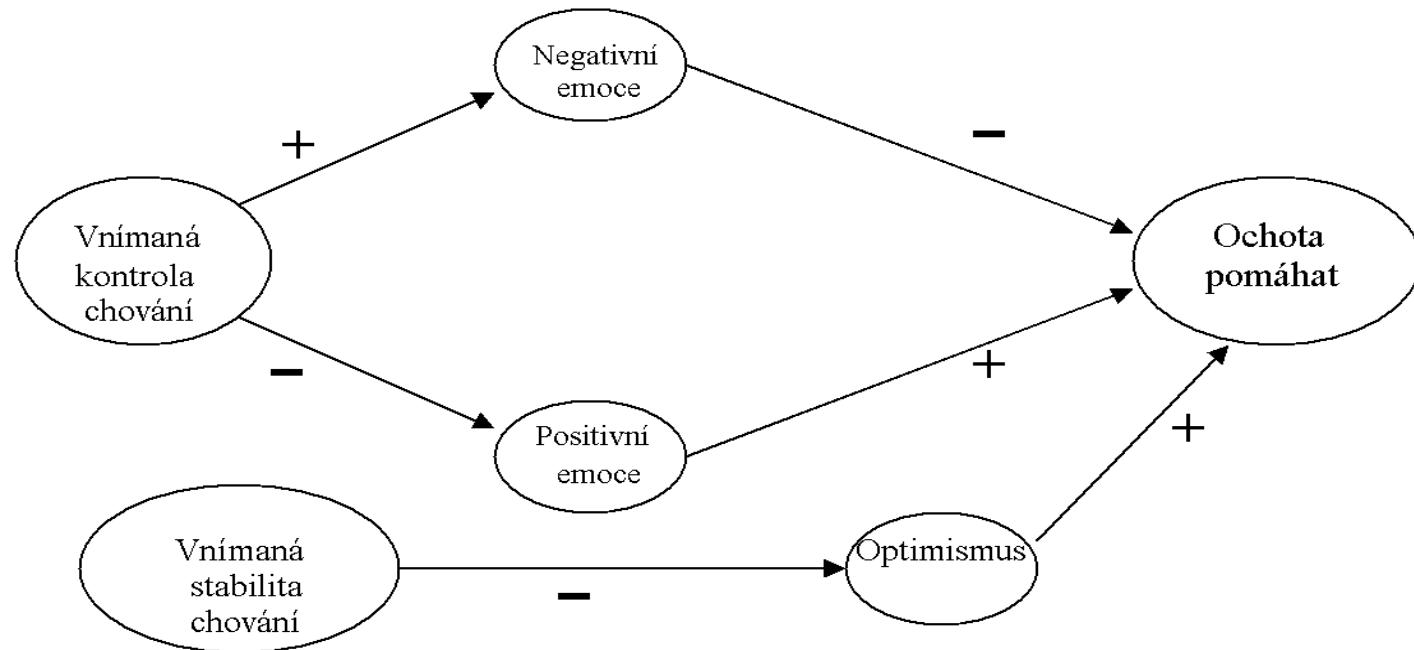 Negativní
emoce
+
−
Vnímaná
kontrola
chování
Ochota
pomáhat
−
+
Positivní
emoce
+
Vnímaná
stabilita
chování
Optimismus
−